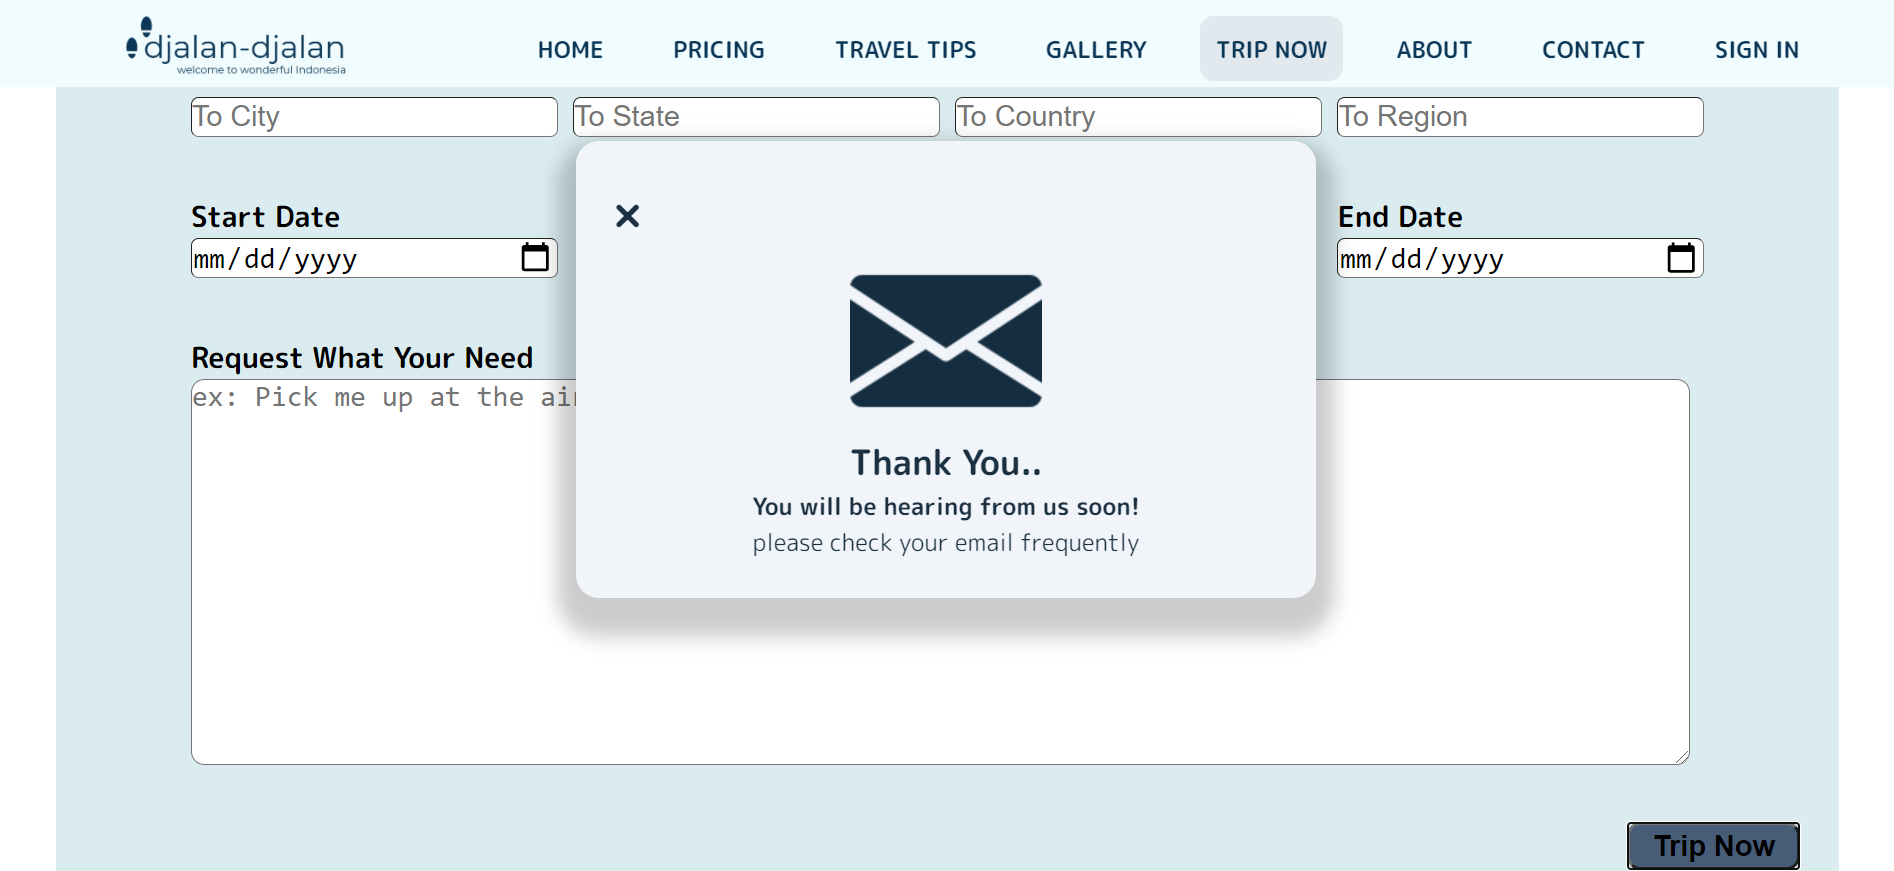 djalan-djalan
welcome to wonderful Indonesia
HOME PRICING TRAVEL TIPS GALLERY TRIP NOW ABOUT CONTACT SIGN IN
To City To State To Country To Region
Start Date End Date
mm/dd/yyyy mm/dd/yyyy
Request What Your Need
ex: Pick me up at the
Thank You..
You will be hearing from us soon!
please check your email frequently
Trip Now